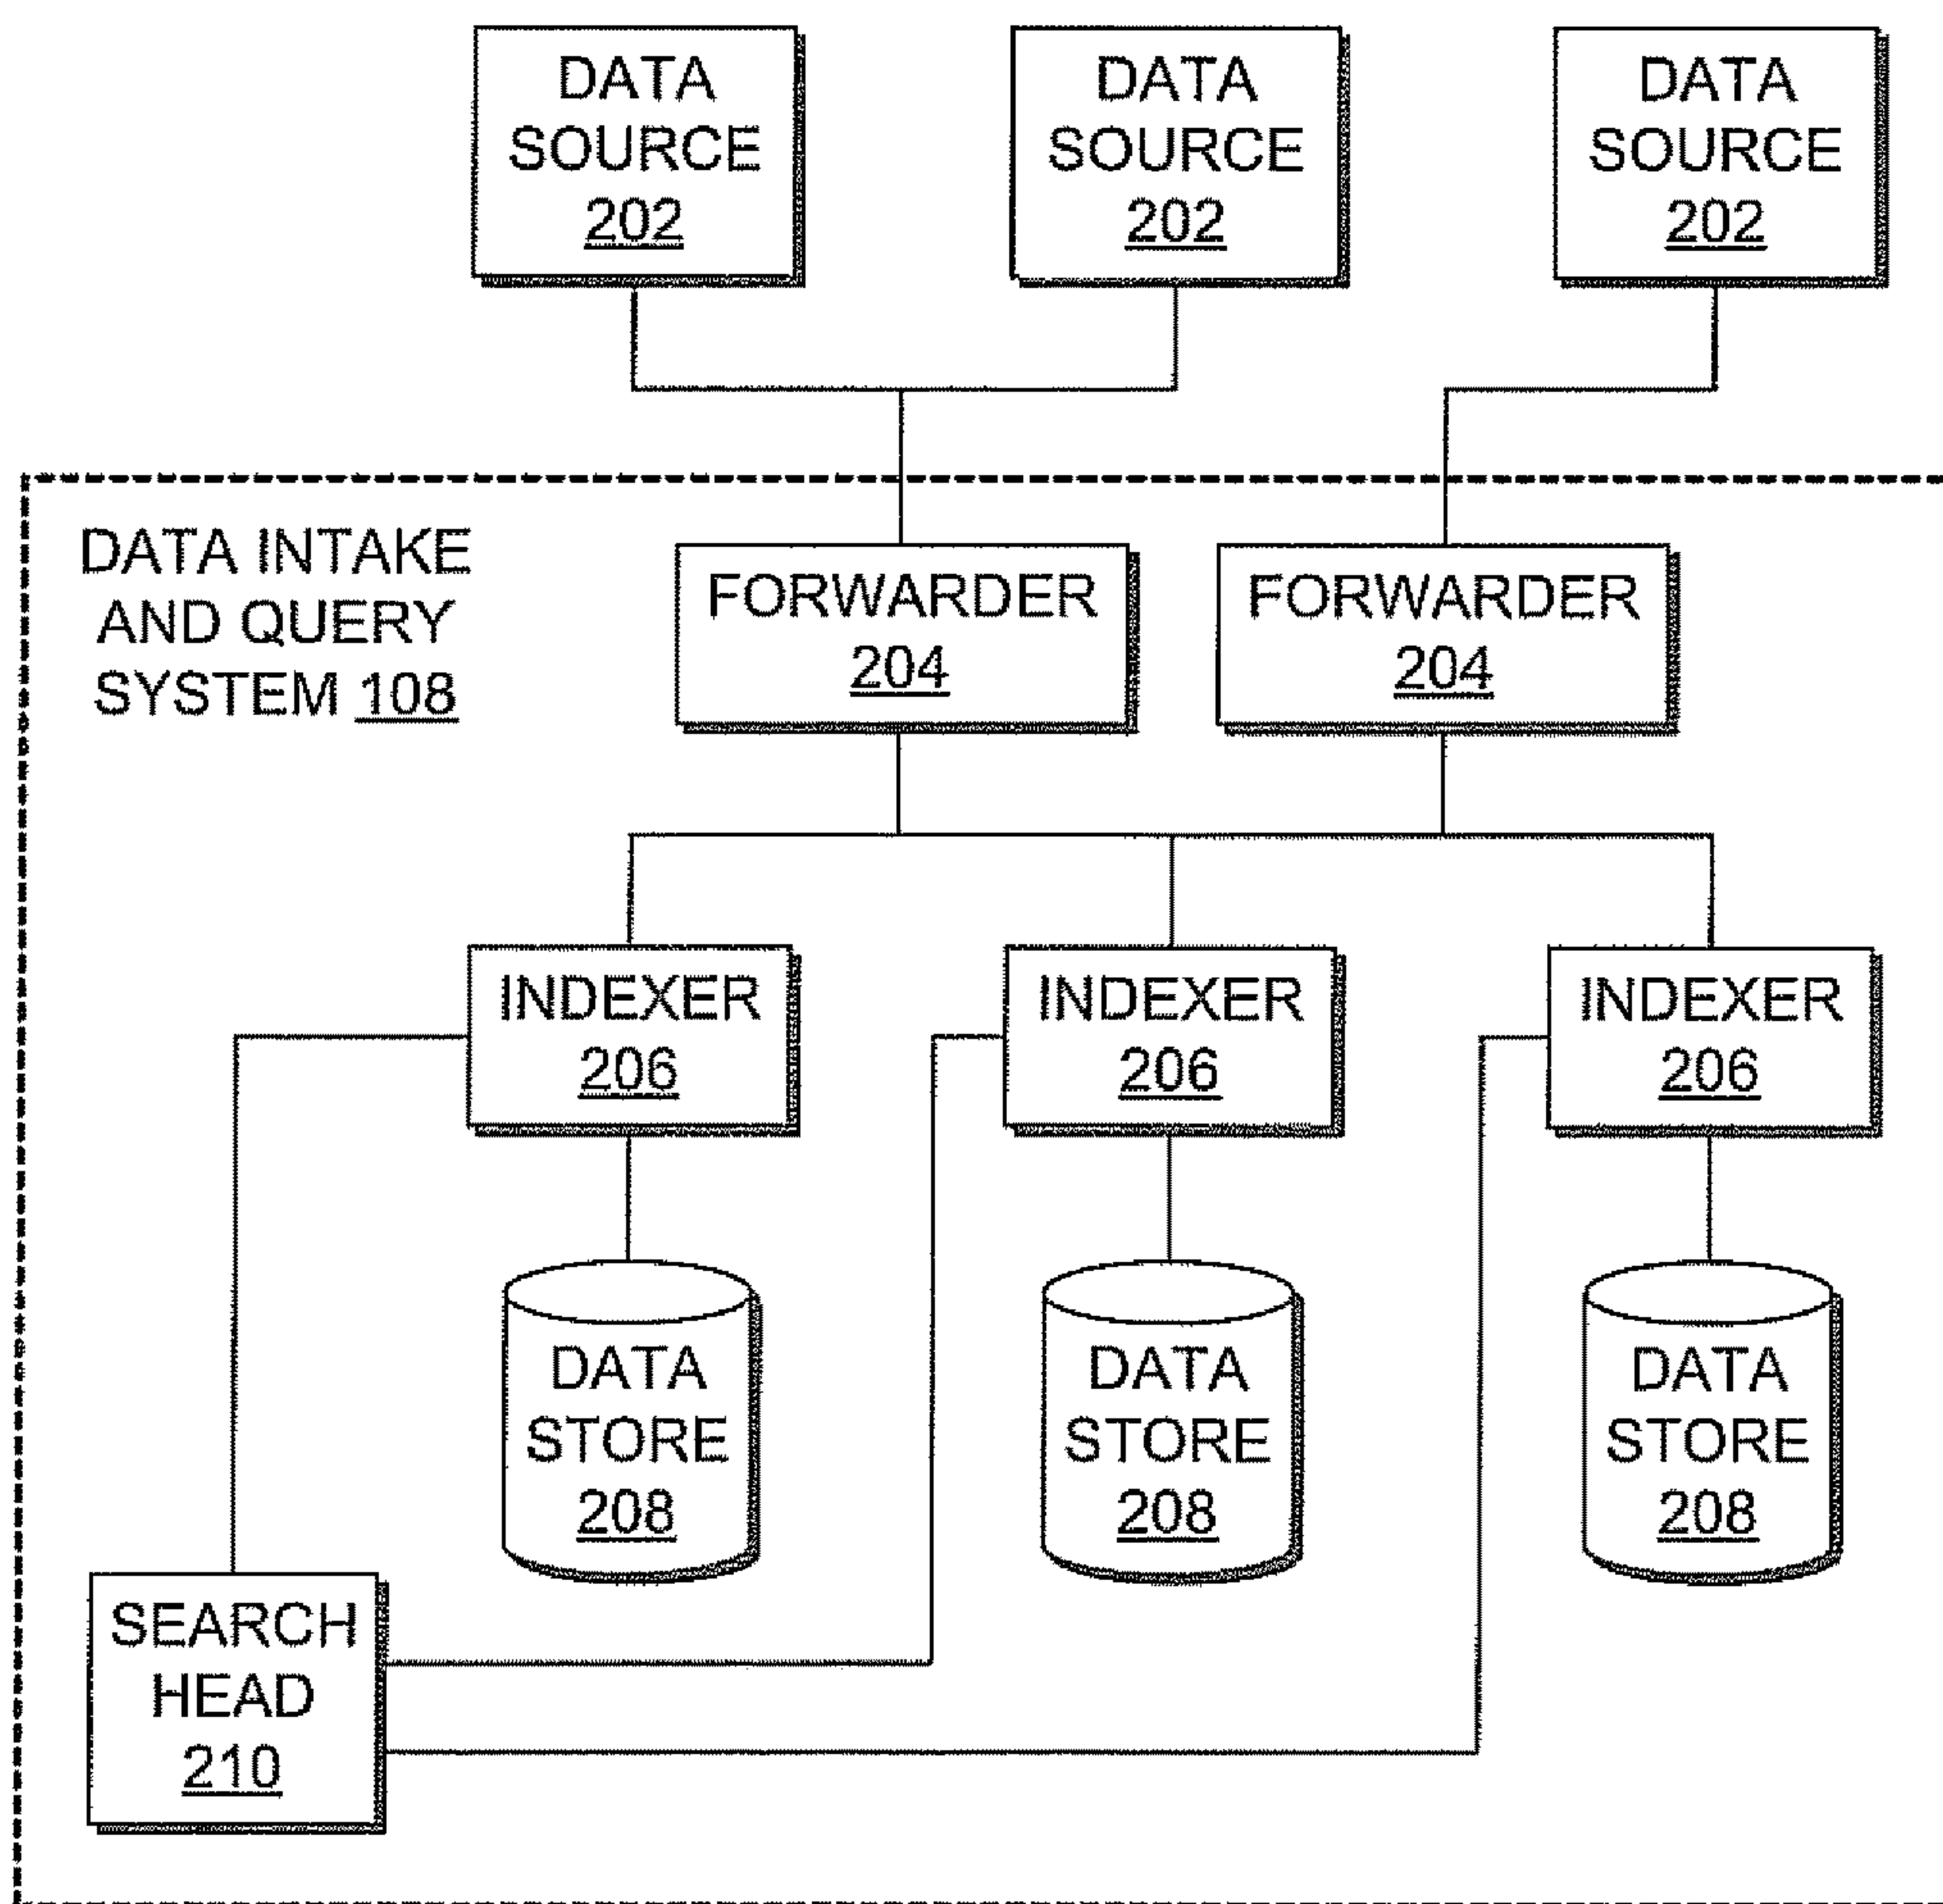 DATA
SOURCE
202
DATA
SOURCE
202
DATA
SOURCE
202
DATA INTAKE
AND QUERY
SYSTEM 108
FORWARDER
204
FORWARDER
204
INDEXER
206
INDEXER
206
INDEXER
206
DATA
STORE
208
DATA
STORE
208
DATA
STORE
208
SEARCH
HEAD
210